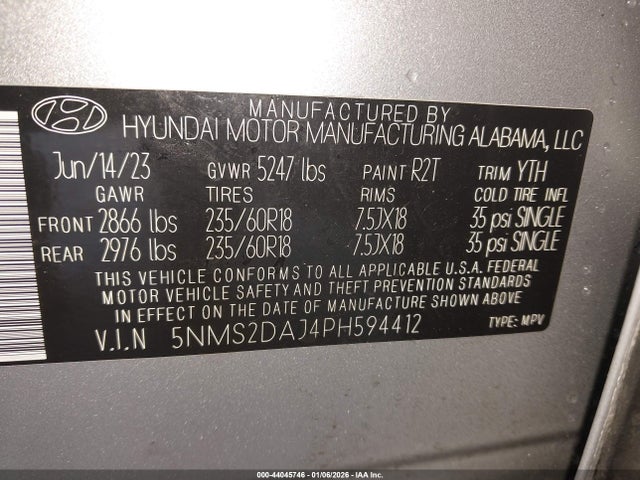 MANUFACTURED BY
HYUNDAI MOTOR MANUFACTURING ALABAMA, LLC
Jun/14/23 GVWR 5247 lbs PAINT R2T TRIM YTH
GAWR TIRES RIMS COLD TIRE INFL
FRONT 2866 lbs 235/60R18 7.5JX18 35 psi SINGLE
REAR 2976 lbs 235/60R18 7.5JX18 35 psi SINGLE
THIS VEHICLE CONFORMS TO ALL APPLICABLE U.S.A. FEDERAL
MOTOR VEHICLE SAFETY AND THEFT PREVENTION STANDARDS
IN EFFECT ON THE DATE OF MANUFACTURE SHOWN ABOVE
V.I.N 5NMS2DAJ4PH594412 TYPE: MPV
000-44045746 - 01/06/2026 - IAA Inc.